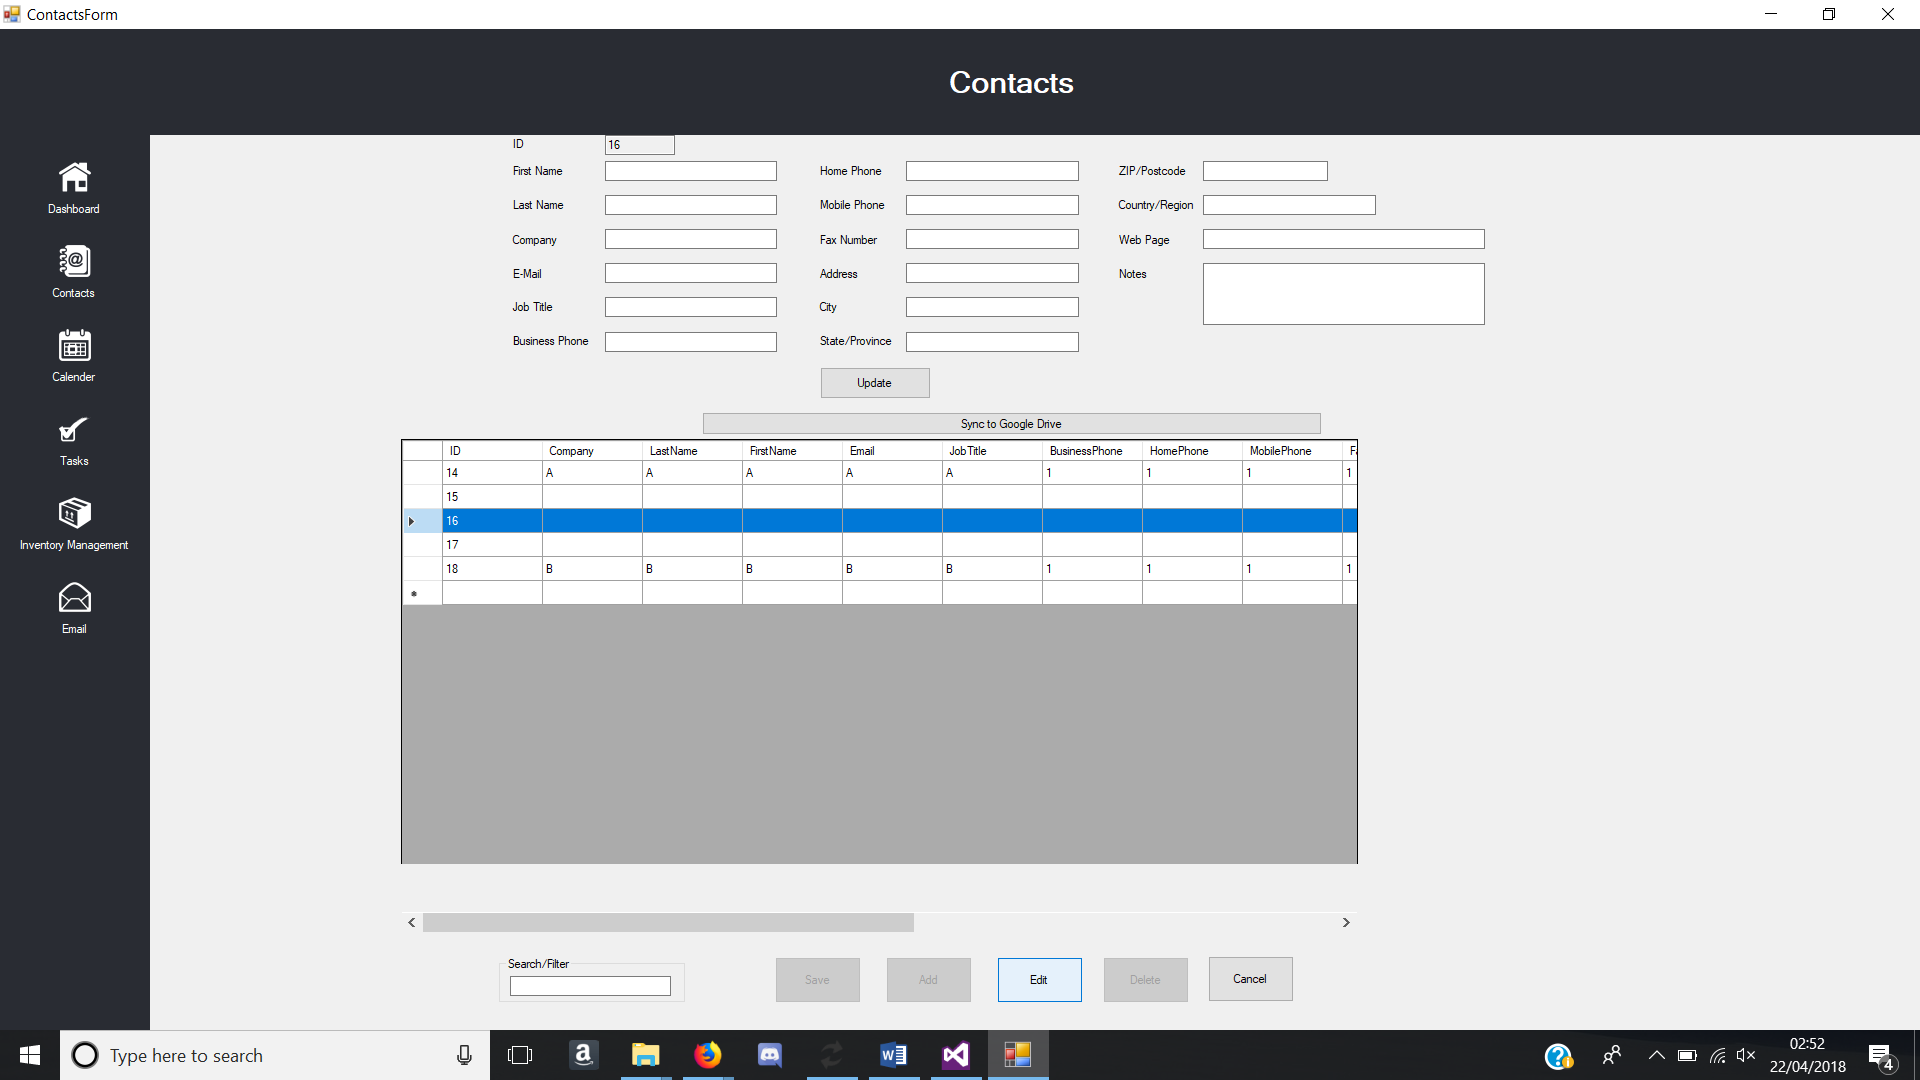 ContactsForm
Contacts
Dashboard
Contacts
Calender
Tasks
Inventory Management
Email
ID 16
First Name Home Phone ZIP/Postcode
Last Name Mobile Phone Country/Region
Company Fax Number Web Page
E-Mail Address Notes
Job Title City
Business Phone State/Province
Update
Sync to Google Drive
ID Company LastName FirstName Email JobTitle BusinessPhone HomePhone MobilePhone
14 A A A A A 1 1 1 1
15
16
17
18 B B B B B 1 1 1 1
Search/Filter
Save Add Edit Delete Cancel
Type here to search
02:52
22/04/2018
4